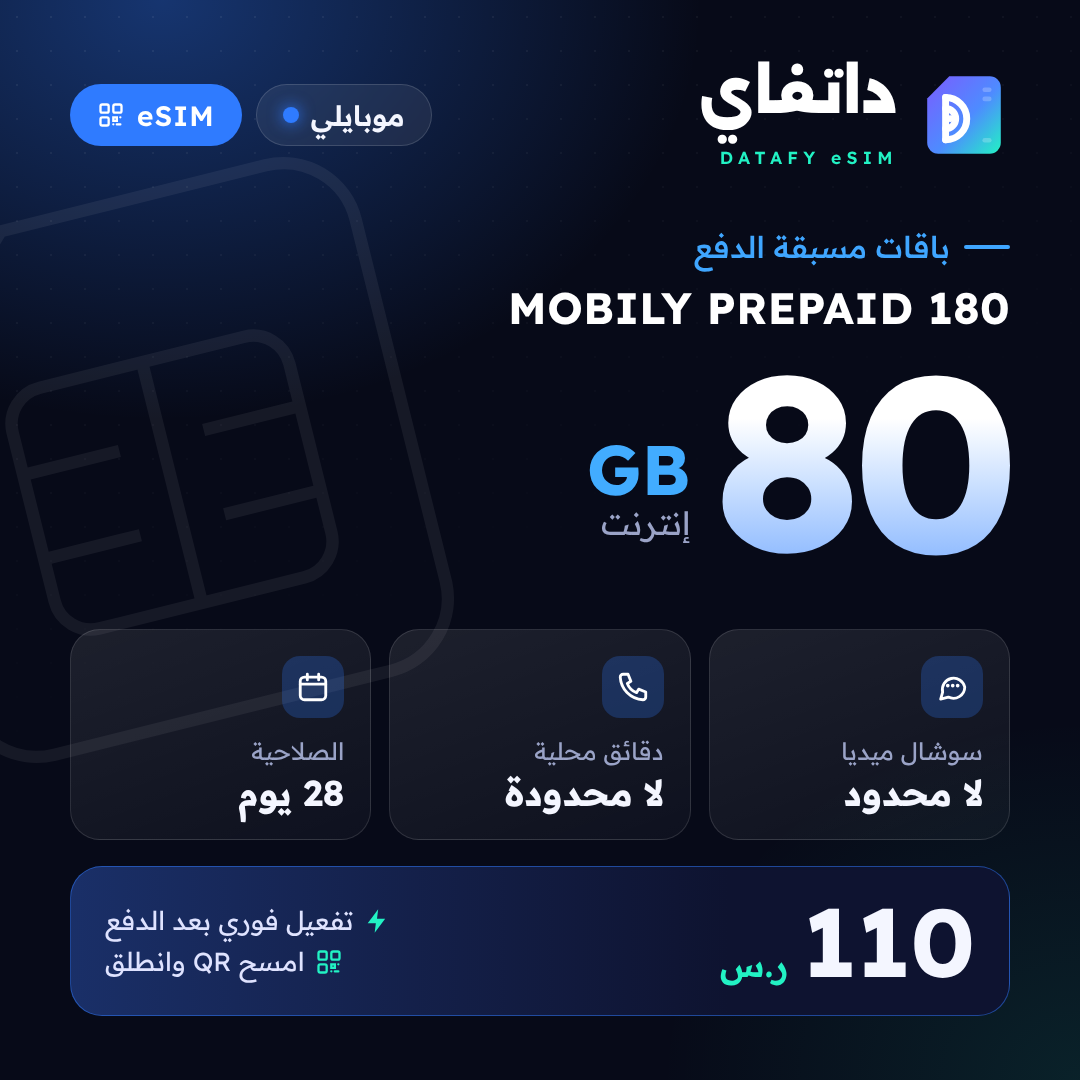 داتفاي
DATAFY eSIM
موبايلي
eSIM
باقات مسبقة الدفع
MOBILY PREPAID 180
80 GB
إنترنت
سوشال ميديا
لا محدود
دقائق محلية
لا محدودة
الصلاحية
28 يوم
110 ر.س
تفعيل فوري بعد الدفع
امسح QR وانطلق